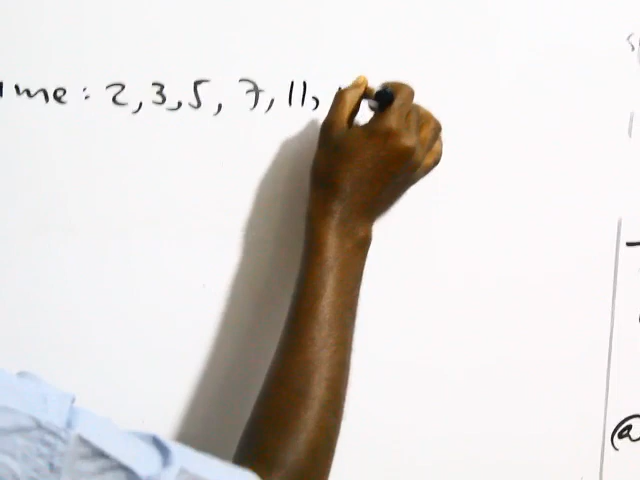 me: 2, 3, 5, 7, 11,
(a